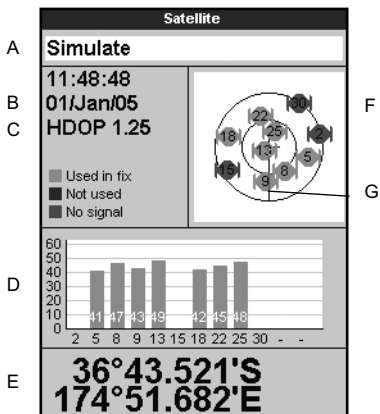 Satellite
A
Simulate
11:48:48
B
01/Jan/05
C
HDOP 1.25
Used in fix
Not used
No signal
30
22
25
18
2
13
5
15
8
9
F
G
D
60
50
40
30
20
10
0
41 47 43 49 42 45 48
2 5 8 9 13 15 18 22 25 30 - -
E
36°43.521'S
174°51.682'E